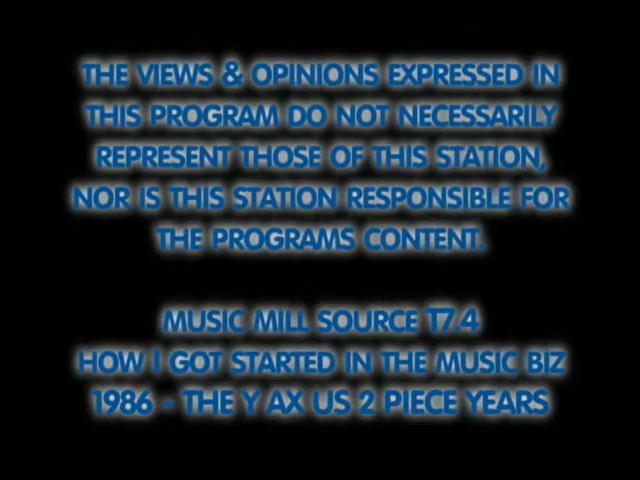 THE VIEWS & OPINIONS EXPRESSED IN
THIS PROGRAM DO NOT NECESSARILY
REPRESENT THOSE OF THIS STATION,
NOR IS THIS STATION RESPONSIBLE FOR
THE PROGRAMS CONTENT.
MUSIC MILL SOURCE 17.4
HOW I GOT STARTED IN THE MUSIC BIZ
1986 - THE Y AX US 2 PIECE YEARS